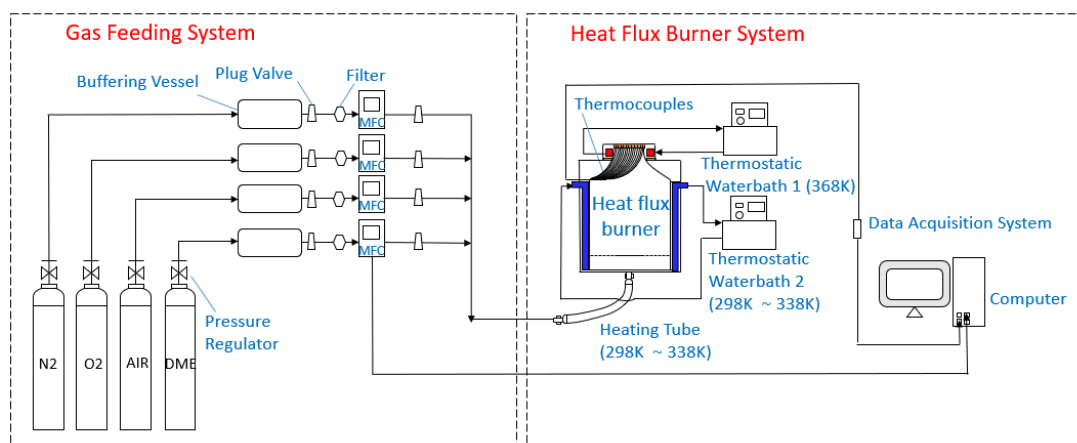 Gas Feeding System
Heat Flux Burner System
Buffering Vessel
Plug Valve
Filter
MFC
MFC
MFC
MFC
Thermocouples
Thermostatic
Waterbath 1 (368K)
Heat flux
burner
Data Acquisition System
Thermostatic
Waterbath 2
(298K ~ 338K)
Computer
Pressure
Regulator
Heating Tube
(298K ~ 338K)
N2
O2
AIR
DME